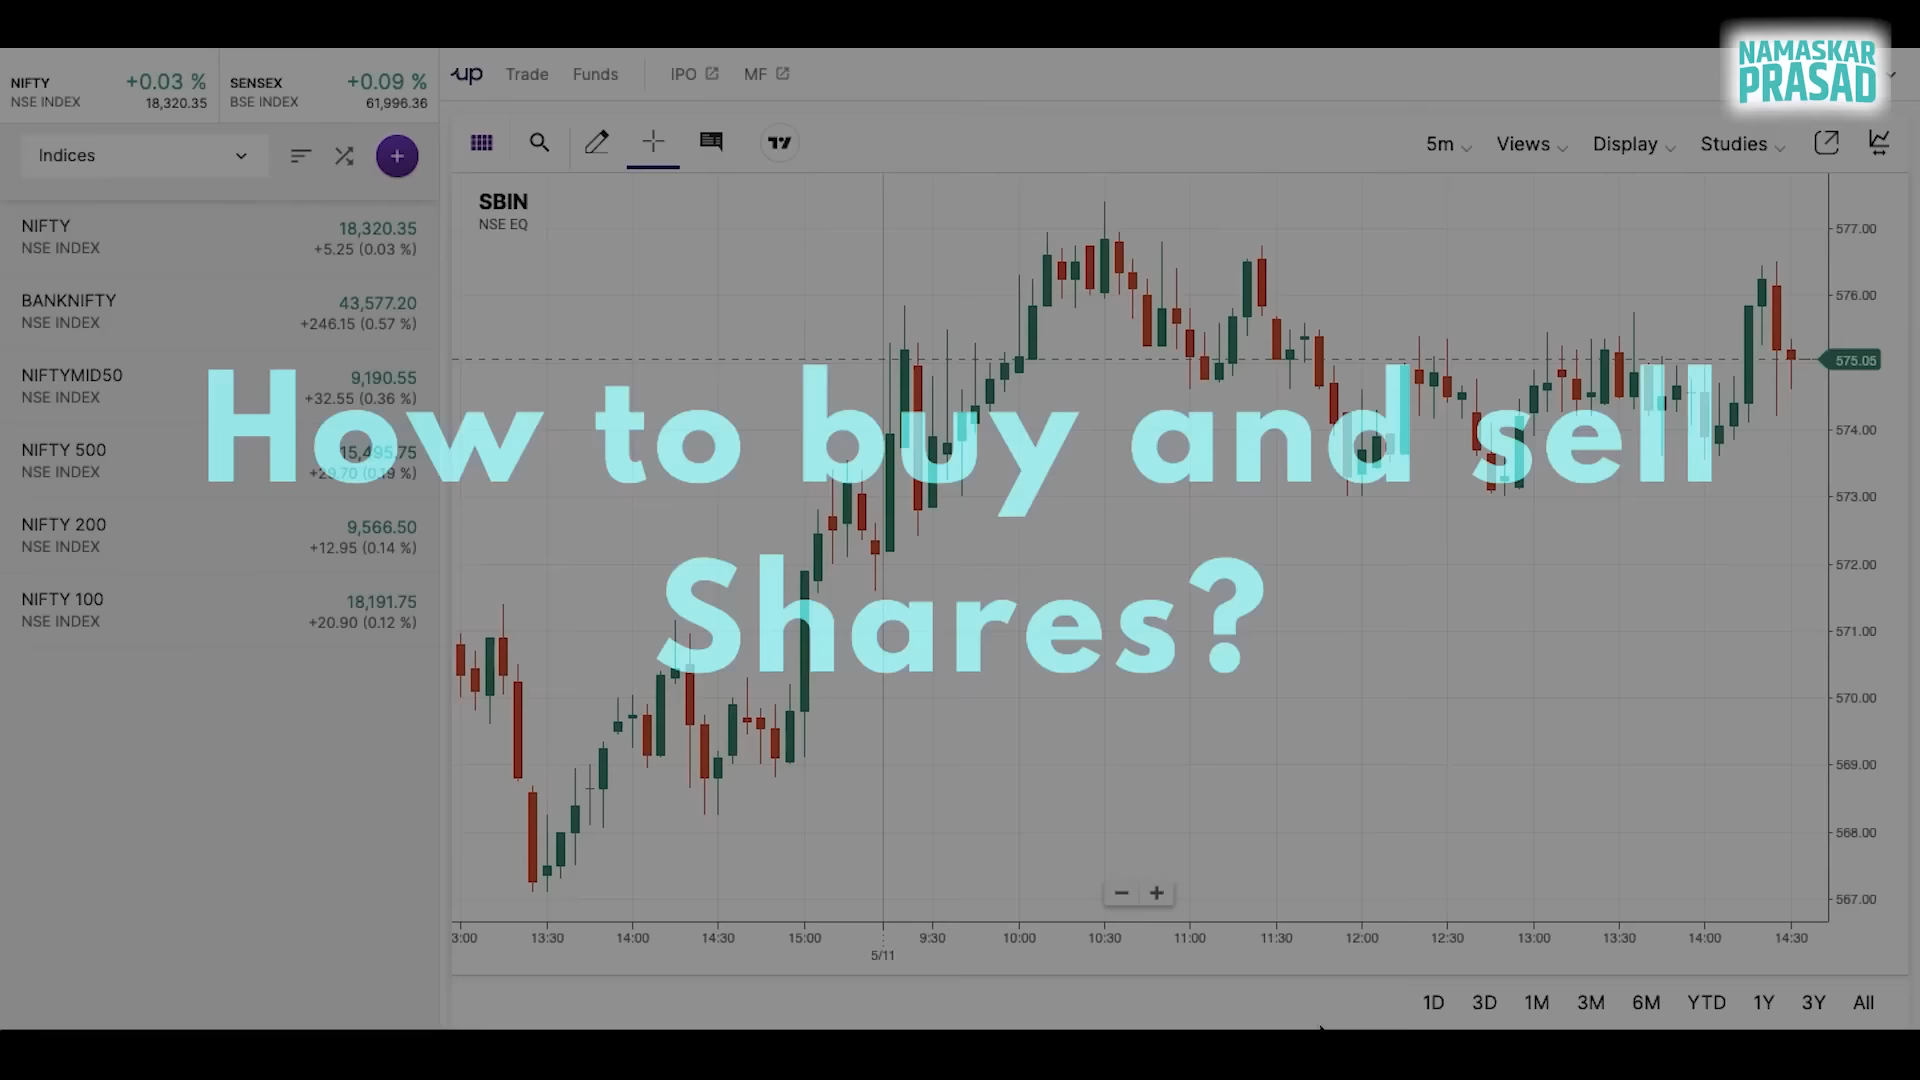 NAMASKAR
PRASAD
NIFTY +0.03 %
NSE INDEX 18,320.35
SENSEX +0.09 %
BSE INDEX 61,996.36
up Trade Funds IPO MF
Indices
5m Views Display Studies
SBIN
NSE EQ
NIFTY 18,320.35
NSE INDEX +5.25 (0.03 %)
BANKNIFTY 43,577.20
NSE INDEX +246.15 (0.57 %)
NIFTYMID50 9,190.55
NSE INDEX +32.55 (0.36 %)
NIFTY 500 15,495.75
NSE INDEX +29.70 (0.19 %)
NIFTY 200 9,566.50
NSE INDEX +12.95 (0.14 %)
NIFTY 100 18,191.75
NSE INDEX +20.90 (0.12 %)
How to buy and sell
Shares?
577.00
576.00
575.05
574.00
573.00
572.00
571.00
570.00
569.00
568.00
567.00
3:00 13:30 14:00 14:30 15:00 9:30 10:00 10:30 11:00 11:30 12:00 12:30 13:00 13:30 14:00 14:30
5/11
1D 3D 1M 3M 6M YTD 1Y 3Y All